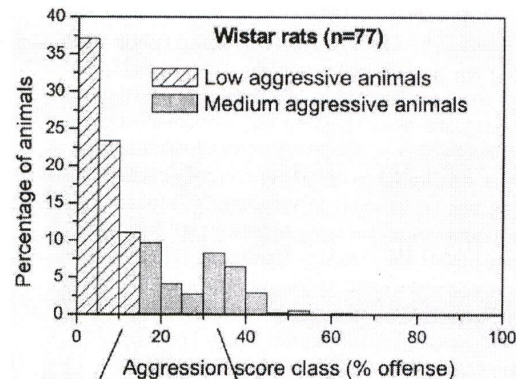 40
Wistar rats (n=77)
35
Low aggressive animals
30
Medium aggressive animals
25
20
15
10
5
0
Percentage of animals
0 20 40 60 80 100
Aggression score class (% offense)